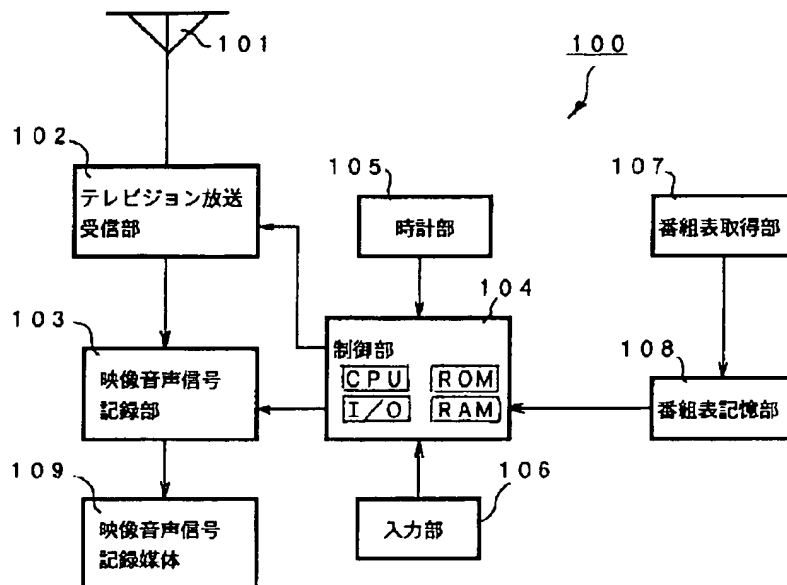 101
100
102
テレビジョン放送
受信部
105
時計部
107
番組表取得部
104
制御部
CPU ROM
I/O RAM
103
映像音声信号
記録部
108
番組表記憶部
109
映像音声信号
記録媒体
106
入力部